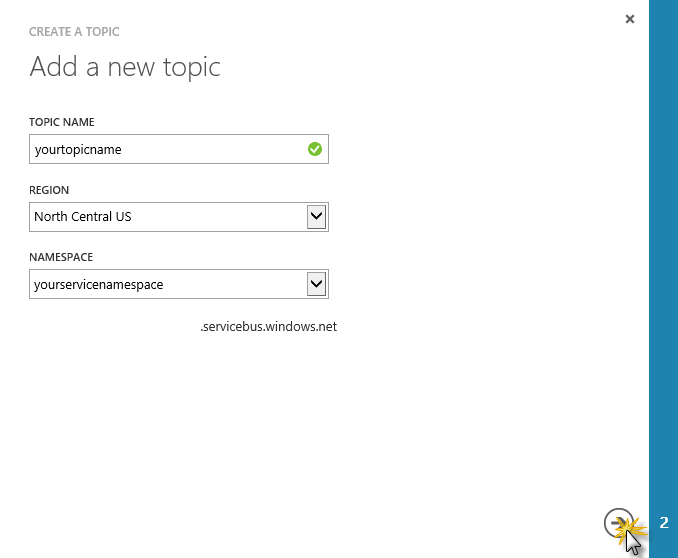 CREATE A TOPIC
Add a new topic
TOPIC NAME
yourtopicname
REGION
North Central US
NAMESPACE
yourservicenamespace
.servicebus.windows.net
2